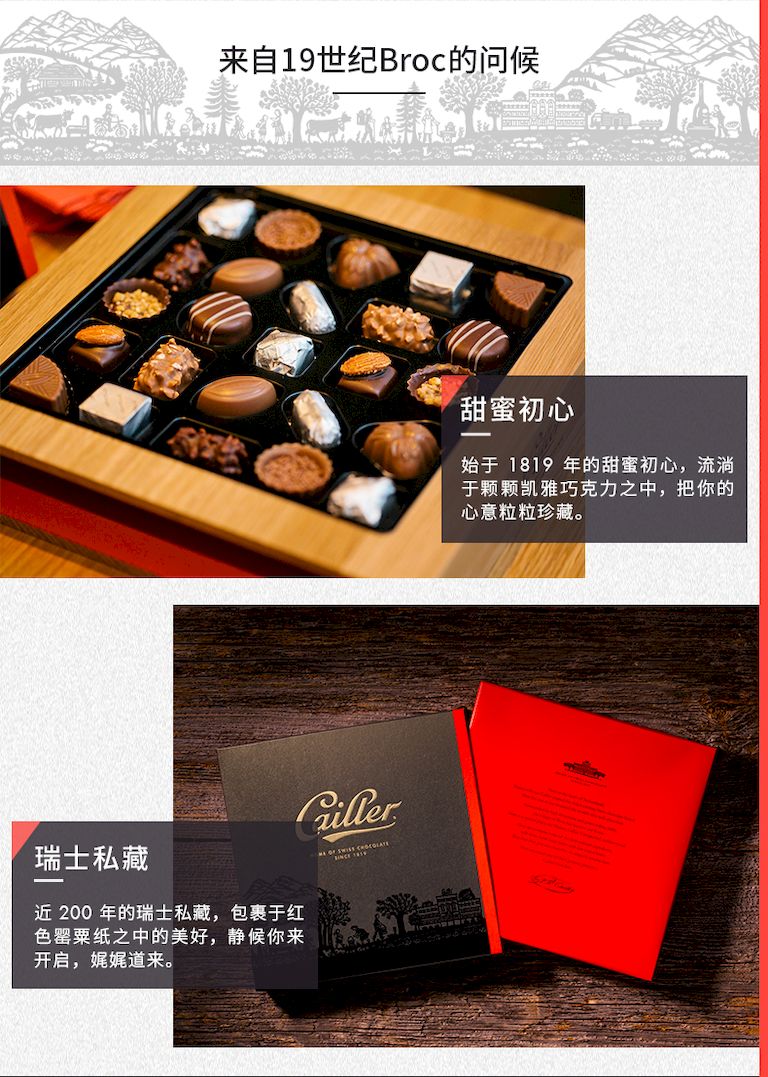 来自19世纪Broc的问候
甜蜜初心
始于 1819 年的甜蜜初心，流淌
于颗颗凯雅巧克力之中，把你的
心意粒粒珍藏。
Cailler
OF SWISS CHOCOLATE
SINCE 1819
瑞士私藏
近 200 年的瑞士私藏，包裹于红
色罂粟纸之中的美好，静候你来
开启，娓娓道来。